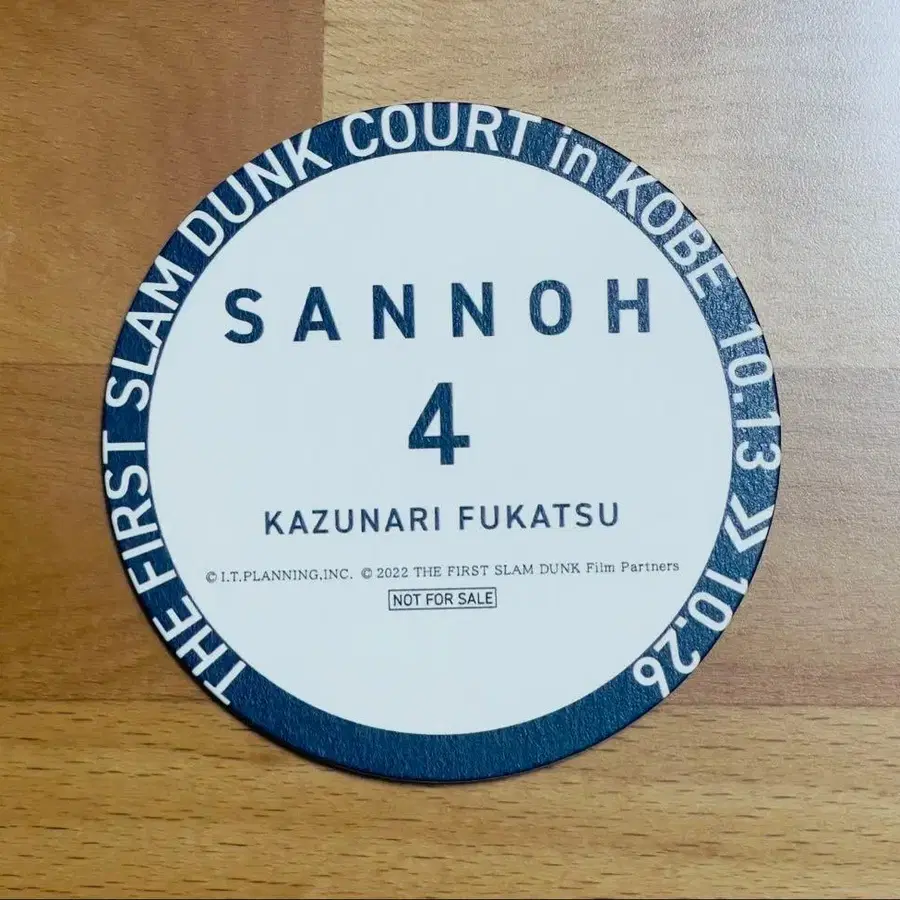 THE FIRST SLAM DUNK COURT in KOBE 10.13 » 10.26
SANNOH
4
KAZUNARI FUKATSU
© I.T.PLANNING,INC. © 2022 THE FIRST SLAM DUNK Film Partners
NOT FOR SALE